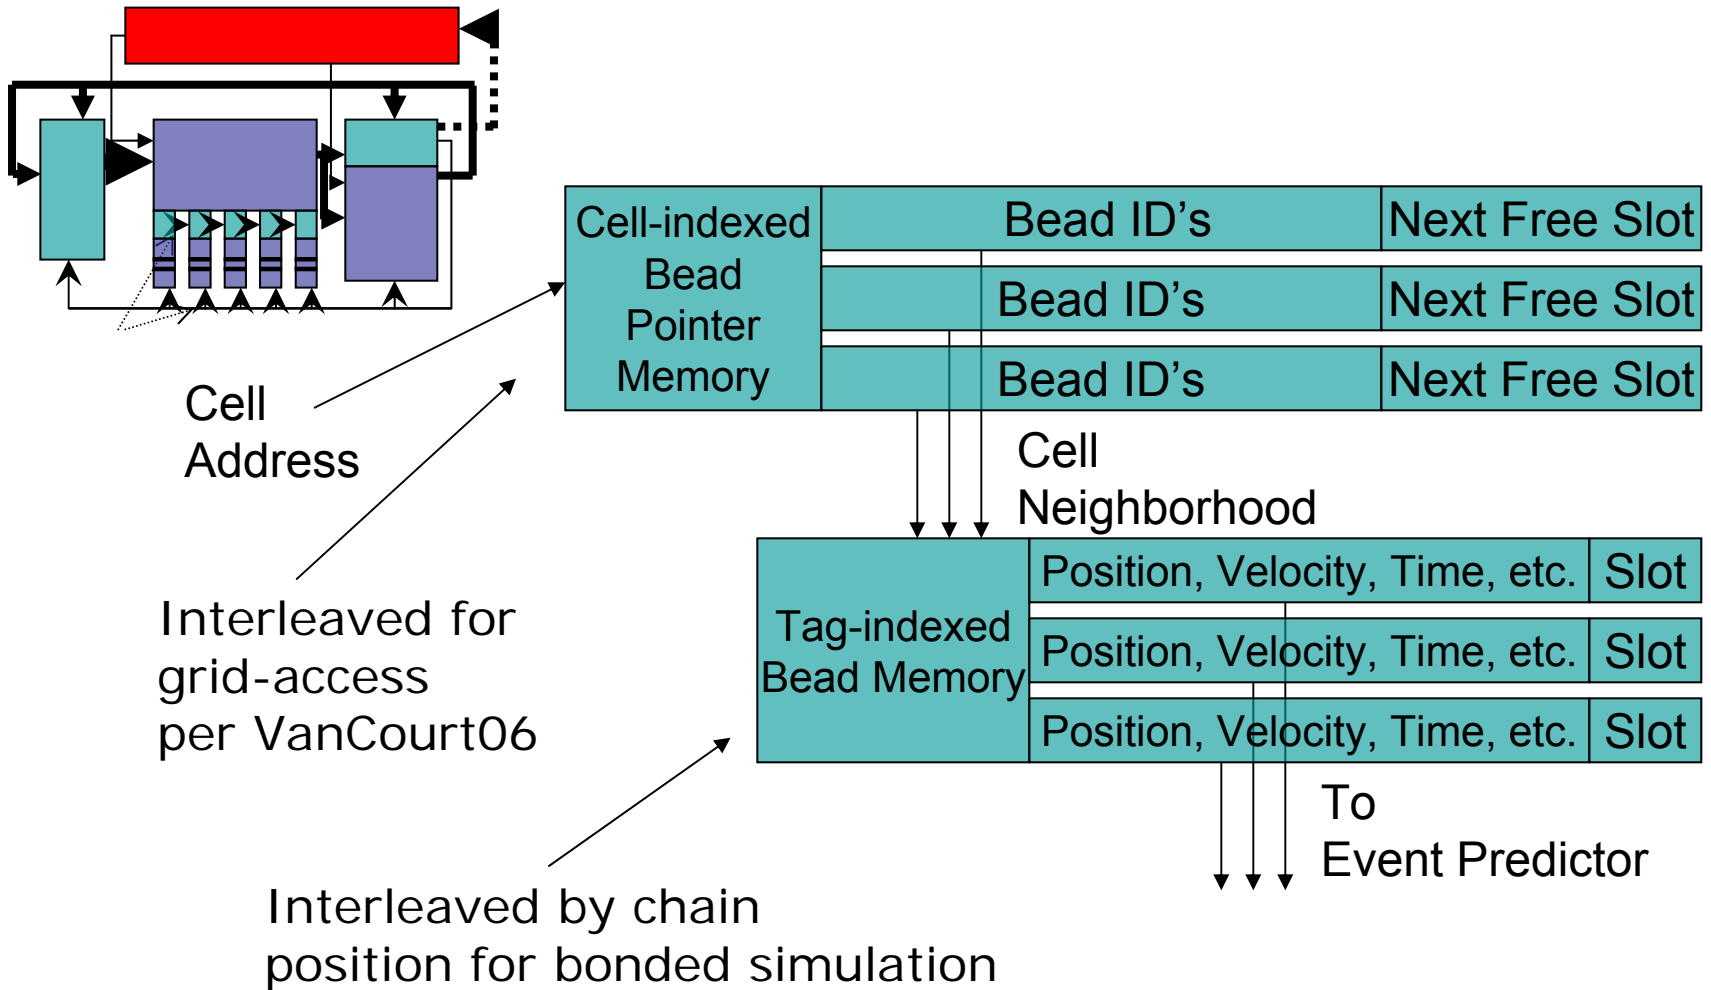 Cell-indexed
Bead
Pointer
Memory
Bead ID's
Next Free Slot
Bead ID's
Next Free Slot
Bead ID's
Next Free Slot
Cell
Address
Cell
Neighborhood
Interleaved for
grid-access
per VanCourt06
Tag-indexed
Bead Memory
Position, Velocity, Time, etc.
Slot
Position, Velocity, Time, etc.
Slot
Position, Velocity, Time, etc.
Slot
To
Event Predictor
Interleaved by chain
position for bonded simulation